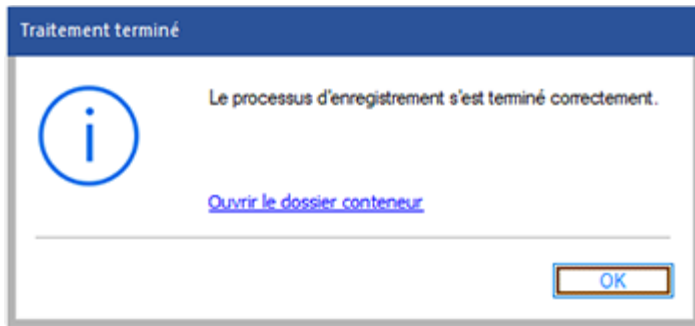 Traitement terminé
Le processus d'enregistrement s'est terminé correctement.
Ouvrir le dossier conteneur
OK